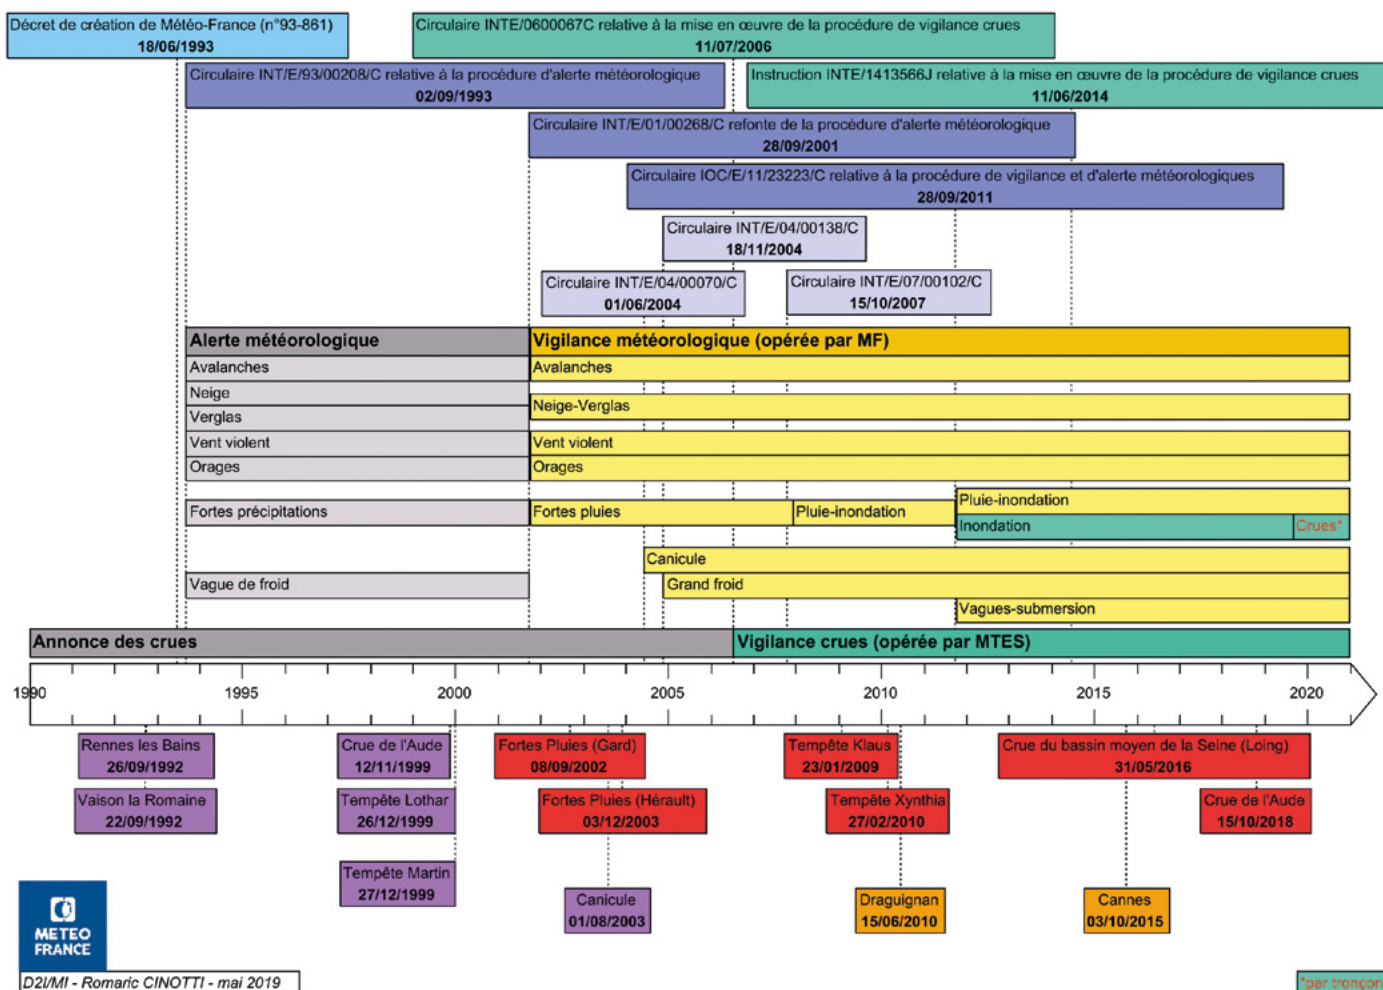 Décret de création de Météo-France (n°93-861)
18/06/1993
Circulaire INTE/0600067C relative à la mise en œuvre de la procédure de vigilance crues
11/07/2006
Circulaire INT/E/93/00208/C relative à la procédure d'alerte météorologique
02/09/1993
Instruction INTE/1413566J relative à la mise en œuvre de la procédure de vigilance crues
11/06/2014
Circulaire INT/E/01/00268/C refonte de la procédure d'alerte météorologique
28/09/2001
Circulaire IOC/E/11/23223/C relative à la procédure de vigilance et d'alerte météorologiques
28/09/2011
Circulaire INT/E/04/00138/C
18/11/2004
Circulaire INT/E/04/00070/C
01/06/2004
Circulaire INT/E/07/00102/C
15/10/2007
Alerte météorologique
Vigilance météorologique (opérée par MF)
Avalanches
Avalanches
Neige
Neige-Verglas
Verglas
Vent violent
Vent violent
Orages
Orages
Fortes précipitations
Fortes pluies
Pluie-inondation
Pluie-inondation
Inondation
Crues*
Canicule
Vague de froid
Grand froid
Vagues-submersion
Annonce des crues
Vigilance crues (opérée par MTES)
1990
1995
2000
2005
2010
2015
2020
Rennes les Bains
26/09/1992
Crue de l'Aude
12/11/1999
Fortes Pluies (Gard)
08/09/2002
Tempête Klaus
23/01/2009
Crue du bassin moyen de la Seine (Loing)
31/05/2016
Vaison la Romaine
22/09/1992
Tempête Lothar
26/12/1999
Fortes Pluies (Hérault)
03/12/2003
Tempête Xynthia
27/02/2010
Crue de l'Aude
15/10/2018
Tempête Martin
27/12/1999
Canicule
01/08/2003
Draguignan
15/06/2010
Cannes
03/10/2015
METEO
FRANCE
D2I/MI - Romaric CINOTTI - mai 2019
*par tronçon